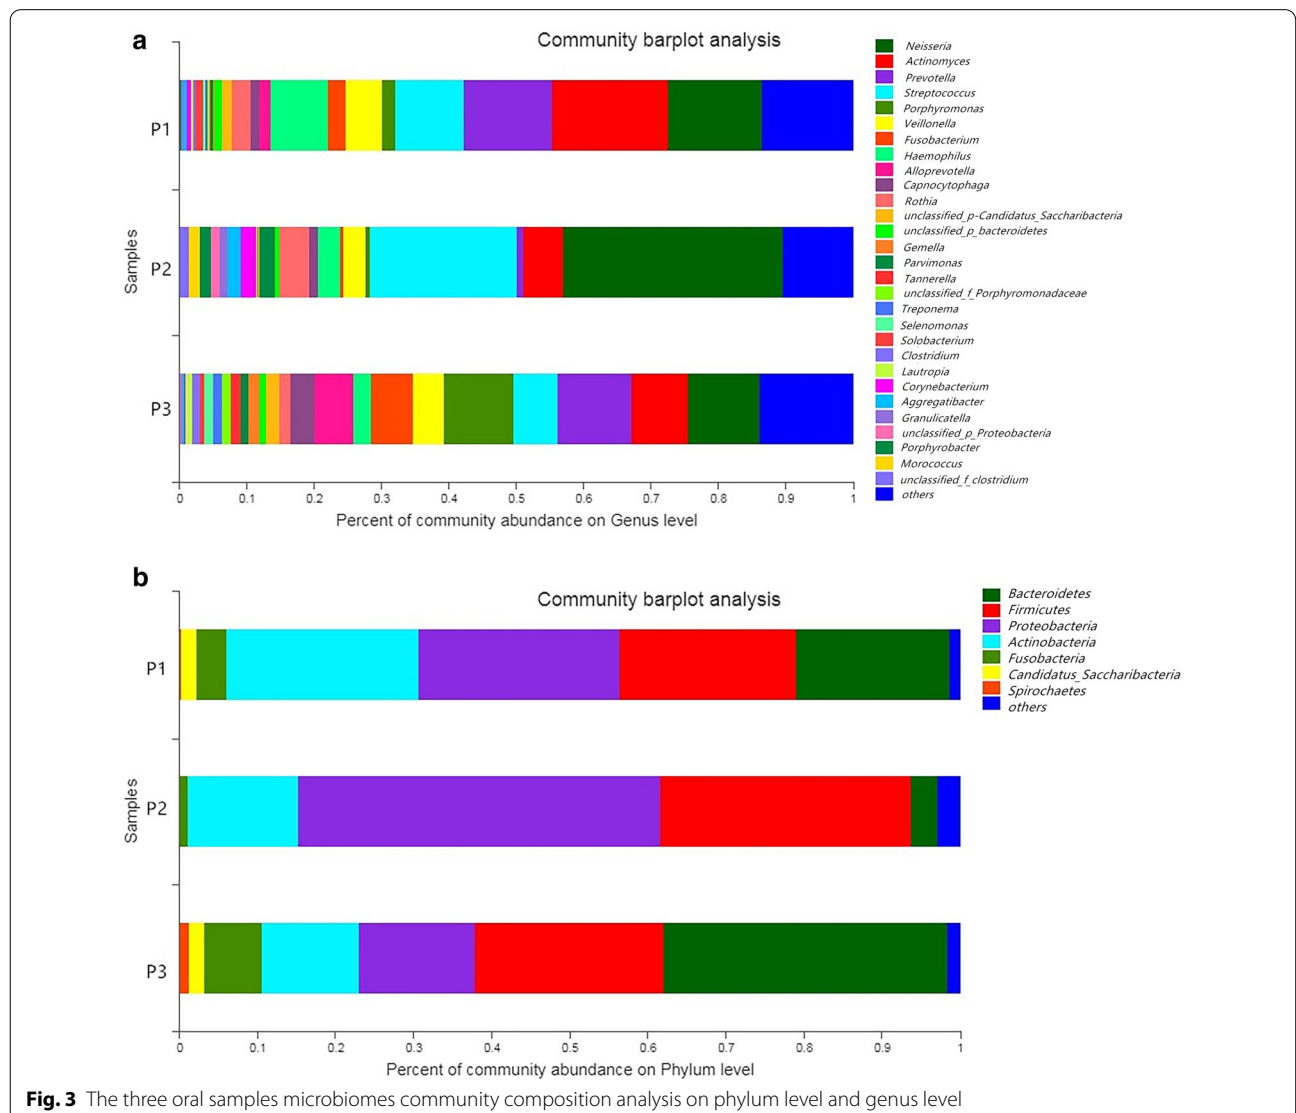 a
Community barplot analysis
Neisseria
Actinomyces
Prevotella
Streptococcus
Porphyromonas
Veillonella
Fusobacterium
Haemophilus
Alloprevotella
Capnocytophaga
Rothia
unclassified_p-Candidatus_Saccharibacteria
unclassified_p_bacteroidetes
Gemella
Parvimonas
Tannerella
unclassified_f_Porphyromonadaceae
Treponema
Selenomonas
Solobacterium
Clostridium
Lautropia
Corynebacterium
Aggregatibacter
Granulicatella
unclassified_p_Proteobacteria
Porphyrobacter
Morococcus
unclassified_f_clostridium
others
P1
P2
P3
Samples
0 0.1 0.2 0.3 0.4 0.5 0.6 0.7 0.8 0.9 1
Percent of community abundance on Genus level
b
Community barplot analysis
Bacteroidetes
Firmicutes
Proteobacteria
Actinobacteria
Fusobacteria
Candidatus_Saccharibacteria
Spirochaetes
others
P1
P2
P3
Samples
0 0.1 0.2 0.3 0.4 0.5 0.6 0.7 0.8 0.9 1
Percent of community abundance on Phylum level
Fig. 3 The three oral samples microbiomes community composition analysis on phylum level and genus level